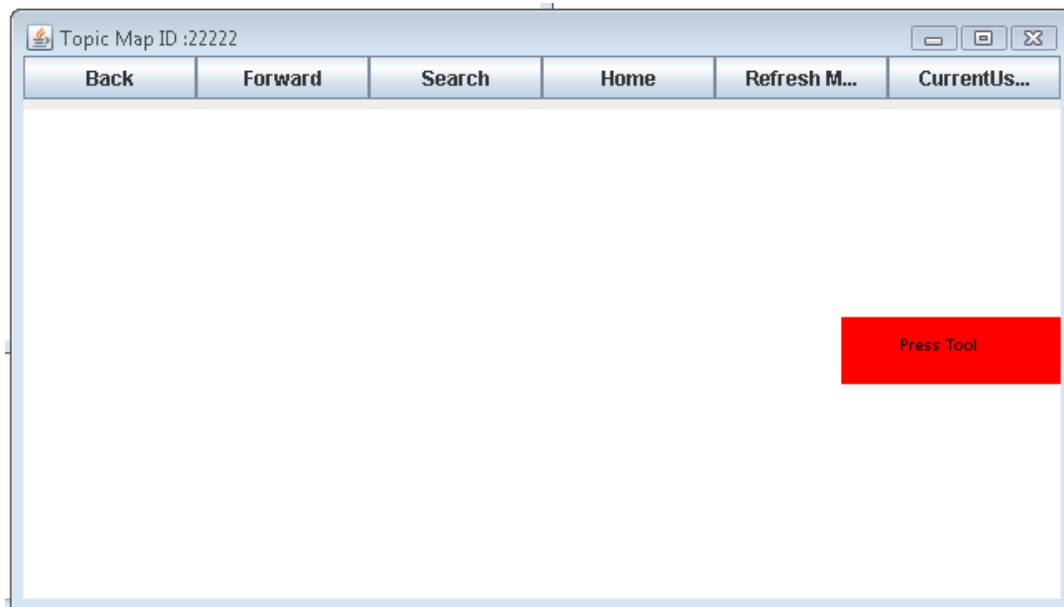 Topic Map ID :22222
Back Forward Search Home Refresh M... CurrentUs...
Press Tool